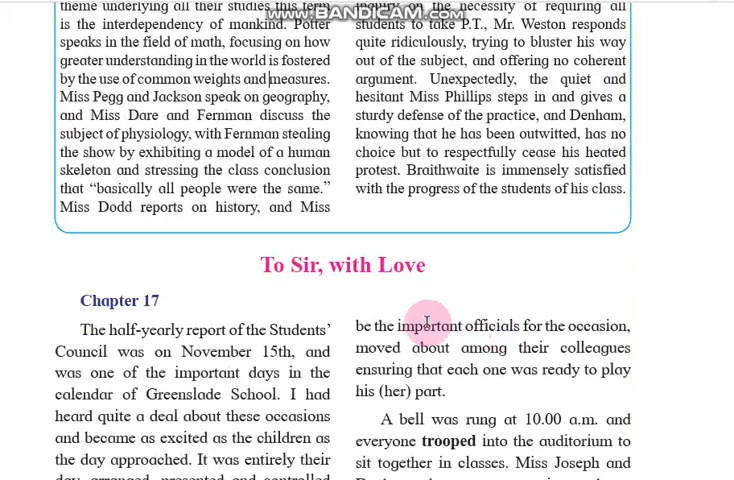 theme underlying all their studies this term
is the interdependency of mankind. Potter
speaks in the field of math, focusing on how
greater understanding in the world is fostered
by the use of common weights and measures.
Miss Pegg and Jackson speak on geography,
and Miss Dare and Fernman discuss the
subject of physiology, with Fernman stealing
the show by exhibiting a model of a human
skeleton and stressing the class conclusion
that “basically all people were the same.”
Miss Dodd reports on history, and Miss
inquiry on the necessity of requiring all
students to take P.T., Mr. Weston responds
quite ridiculously, trying to bluster his way
out of the subject, and offering no coherent
argument. Unexpectedly, the quiet and
hesitant Miss Phillips steps in and gives a
sturdy defense of the practice, and Denham,
knowing that he has been outwitted, has no
choice but to respectfully cease his heated
protest. Braithwaite is immensely satisfied
with the progress of the students of his class.
WWW.BANDICAM.COM
To Sir, with Love
Chapter 17
The half-yearly report of the Students’
Council was on November 15th, and
was one of the important days in the
calendar of Greenslade School. I had
heard quite a deal about these occasions
and became as excited as the children as
the day approached. It was entirely their
day, arranged, presented and controlled
be the important officials for the occasion,
moved about among their colleagues
ensuring that each one was ready to play
his (her) part.
A bell was rung at 10.00 a.m. and
everyone trooped into the auditorium to
sit together in classes. Miss Joseph and